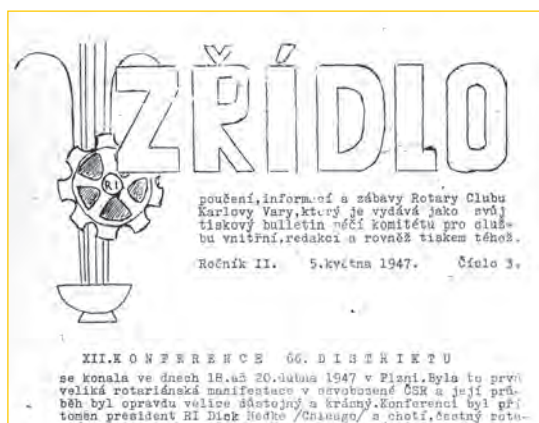 ZŘÍDLO
RI
poučení,informací a zábavy Rotary Clubu
Karlovy Vary,který je vydává jako svůj
tiskový bulletin péčí komitétu pro služ-
bu vnitřní,redakcí a rovněž tiskem téhož.
Ročník II. 5.května 1947. Číslo 3.
XII.KONFERENCE 66. DISTRIKTU
se konala ve dnech 18.až 20.dubna 1947 v Plzni.Byla to první
veliká rotariánská manifestace v osvobozené ČSR a její prů-
běh byl opravdu velice důstojný a krásný.Konferenci byl pří
tomen president RI Dick Hedke /Chicago/ s chotí,čestný rota-